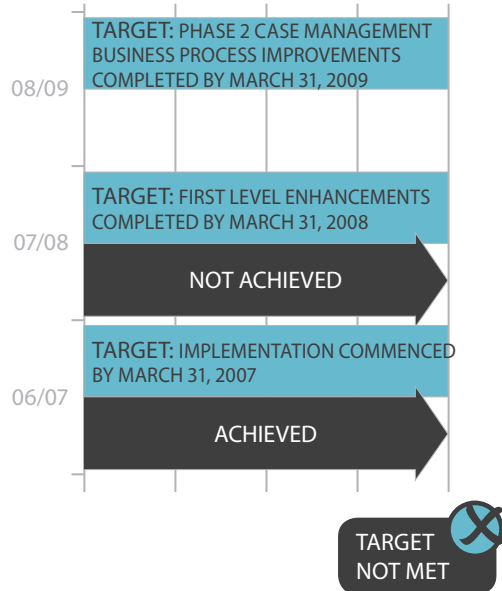 TARGET: PHASE 2 CASE MANAGEMENT
BUSINESS PROCESS IMPROVEMENTS
COMPLETED BY MARCH 31, 2009
08/09
TARGET: FIRST LEVEL ENHANCEMENTS
COMPLETED BY MARCH 31, 2008
07/08
NOT ACHIEVED
TARGET: IMPLEMENTATION COMMENCED
BY MARCH 31, 2007
06/07
ACHIEVED
TARGET
NOT MET